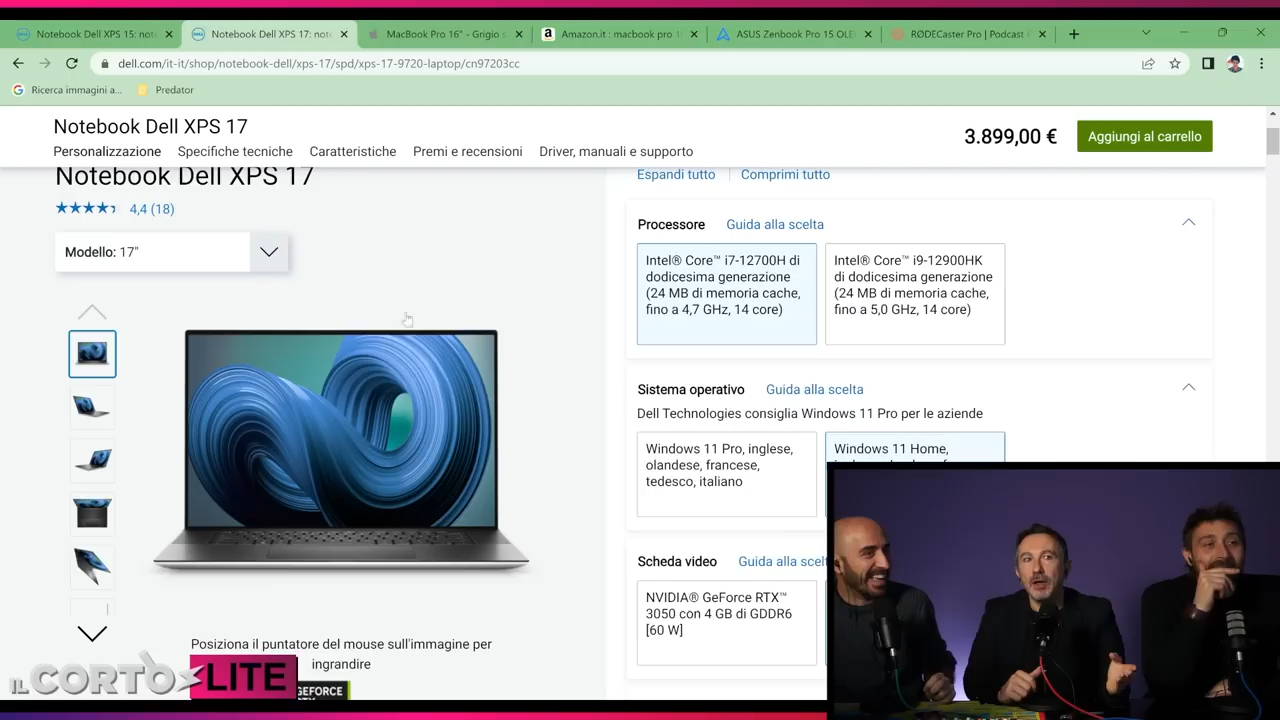 Notebook Dell XPS 15: not
Notebook Dell XPS 17: not
MacBook Pro 16" - Grigio s
Amazon.it : macbook pro 1
ASUS Zenbook Pro 15 OLE
RØDECaster Pro | Podcast
dell.com/it-it/shop/notebook-dell/xps-17/spd/xps-17-9720-laptop/cn97203cc
Ricerca immagini a...
Predator
Notebook Dell XPS 17
3.899,00 €
Aggiungi al carrello
Personalizzazione
Specifiche tecniche
Caratteristiche
Premi e recensioni
Driver, manuali e supporto
Notebook Dell XPS 17
4,4 (18)
Modello: 17"
Espandi tutto
Comprimi tutto
Processore
Guida alla scelta
Intel® Core™ i7-12700H di
dodicesima generazione
(24 MB di memoria cache,
fino a 4,7 GHz, 14 core)
Intel® Core™ i9-12900HK
di dodicesima generazione
(24 MB di memoria cache,
fino a 5,0 GHz, 14 core)
Sistema operativo
Guida alla scelta
Dell Technologies consiglia Windows 11 Pro per le aziende
Windows 11 Pro, inglese,
olandese, francese,
tedesco, italiano
Windows 11 Home,
Scheda video
Guida alla scelt
NVIDIA® GeForce RTX™
3050 con 4 GB di GDDR6
[60 W]
Posiziona il puntatore del mouse sull'immagine per
ingrandire
IL CORTO
LITE
GEFORCE